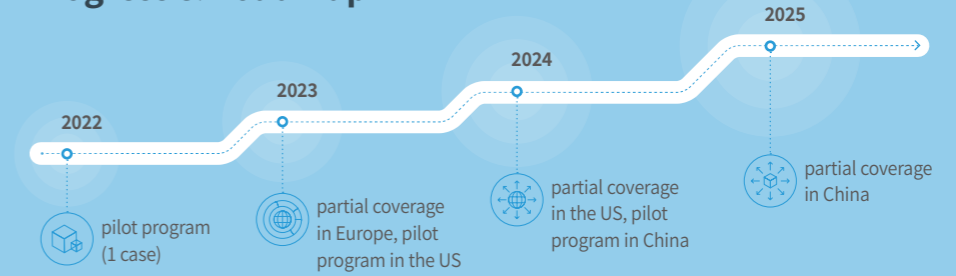 2022
pilot program
(1 case)
2023
partial coverage
in Europe, pilot
program in the US
2024
partial coverage
in the US, pilot
program in China
2025
partial coverage
in China